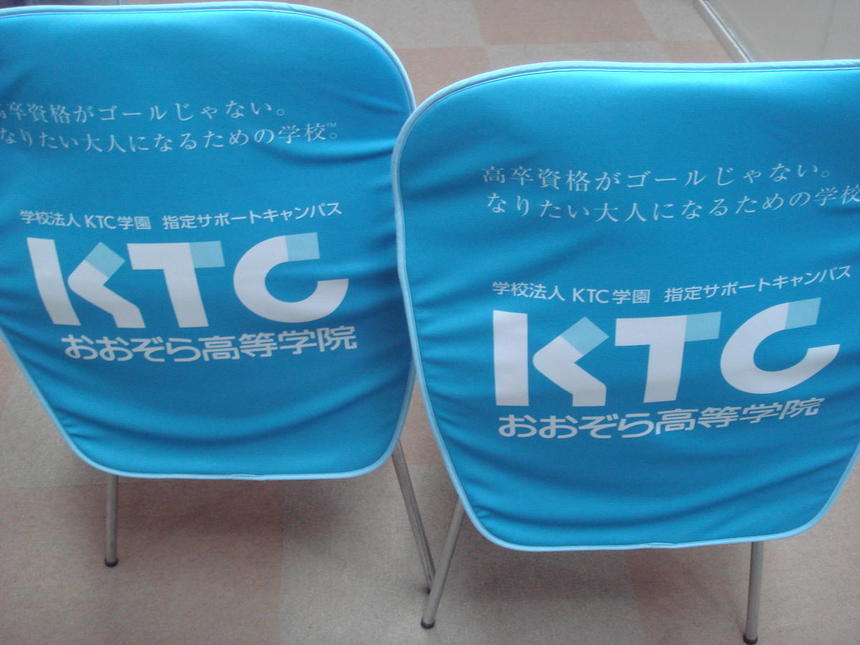 高卒資格がゴールじゃない。
なりたい大人になるための学校™。
学校法人 KTC学園 指定サポートキャンパス
KTC
おおぞら高等学院
高卒資格がゴールじゃない。
なりたい大人になるための学校
学校法人 KTC学園 指定サポートキャンパス
KTC
おおぞら高等学院